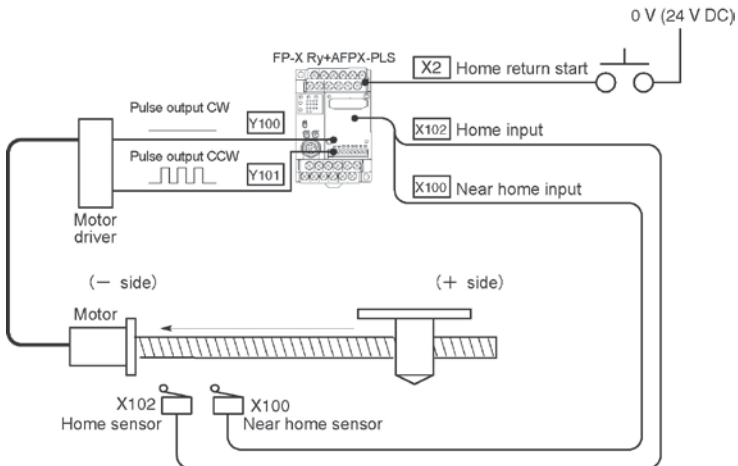 0 V (24 V DC)
FP-X Ry+AFPX-PLS
X2 Home return start
Pulse output CW
Y100
X102 Home input
Pulse output CCW
Y101
X100 Near home input
Motor
driver
(− side)
(+ side)
Motor
X102
Home sensor
X100
Near home sensor